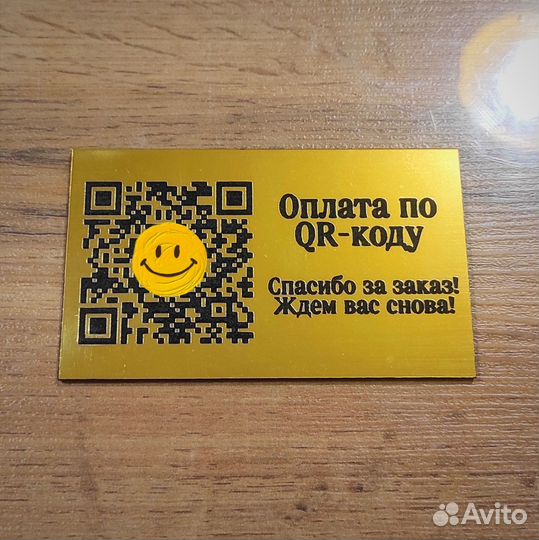 Оплата по
QR-коду
Спасибо за заказ!
Ждем вас снова!
Avito